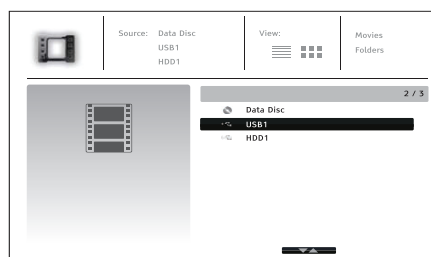 Source: Data Disc
USB1
HDD1
View:
Movies
Folders
2 / 3
Data Disc
USB1
HDD1